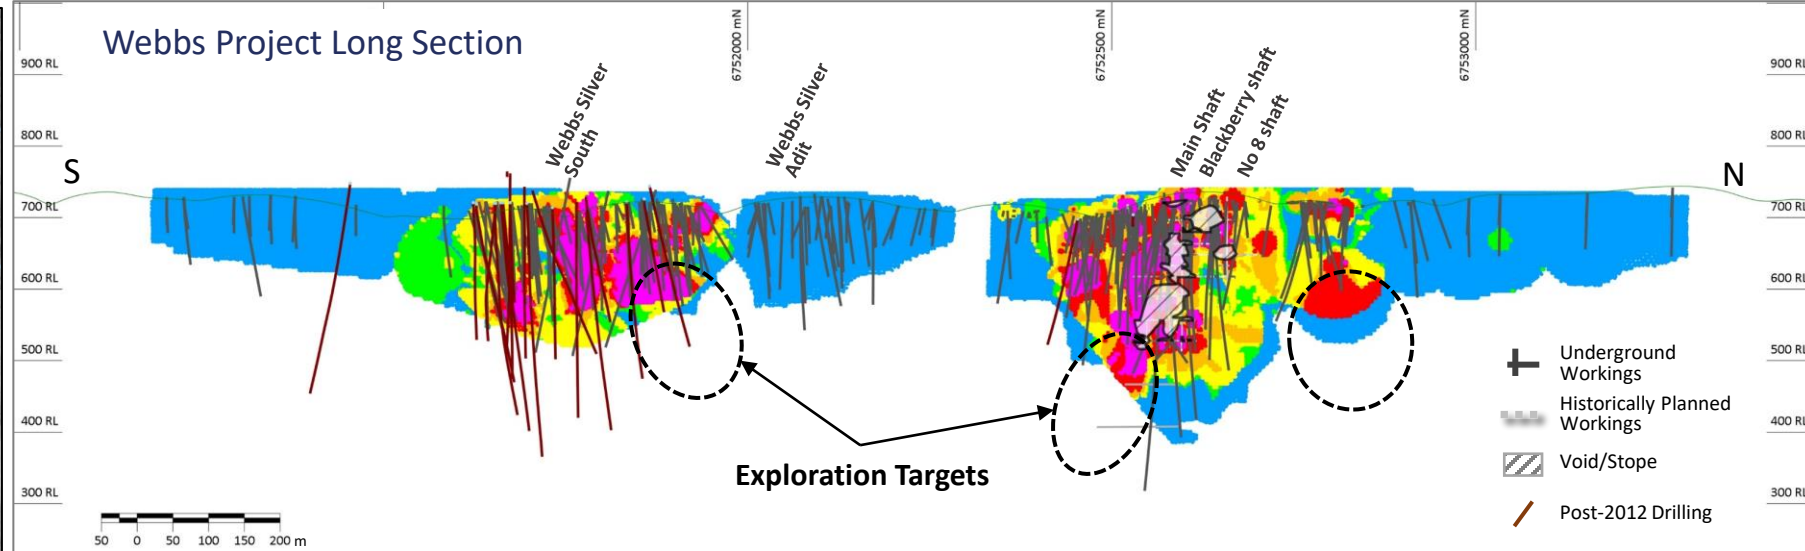 Webbs Project Long Section
6752000 mN
6752500 mN
6753000 mN
900 RL
900 RL
800 RL
800 RL
700 RL
700 RL
600 RL
600 RL
500 RL
500 RL
400 RL
400 RL
300 RL
300 RL
S
N
Webbs Silver
South
Webbs Silver
Adit
Main Shaft
Blackberry shaft
No 8 shaft
Exploration Targets
Underground
Workings
Historically Planned
Workings
Void/Stope
Post-2012 Drilling
50 0 50 100 150 200 m